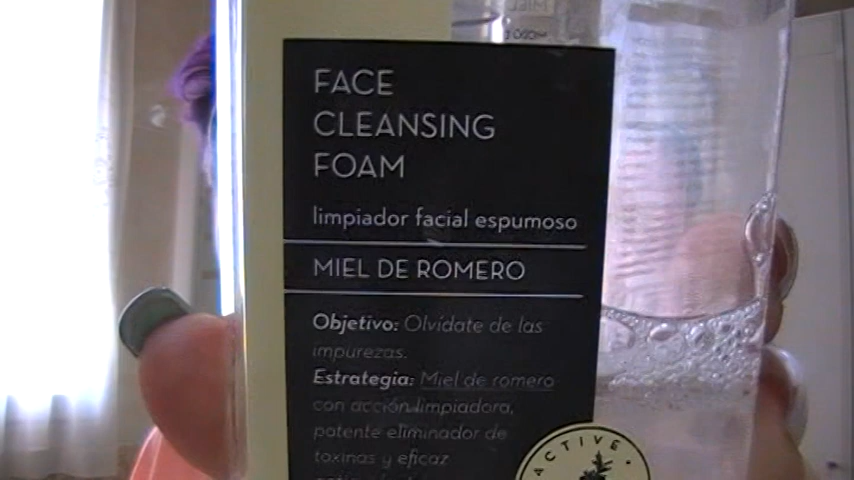 FACE
CLEANSING
FOAM
limpiador facial espumoso
MIEL DE ROMERO
Objetivo: Olvídate de las
impurezas.
Estrategia: Miel de romero
con acción limpiadora,
potente eliminador de
toxinas y eficaz
ACTIVE